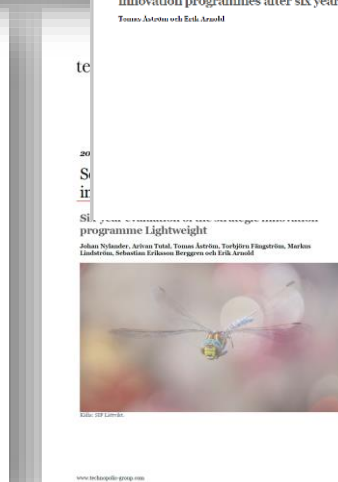 innovation programmes after six year
Tomas Åström och Erik Arnold
te
20
S
ir
Six year evaluation of the strategic innovation
programme Lightweight
Johan Nylander, Arivan Tutal, Tomas Åström, Torbjörn Fängström, Markus
Lindström, Sebastian Eriksson Berggren och Erik Arnold
Källa: SIP Lättvikt.
www.technopolis-group.com